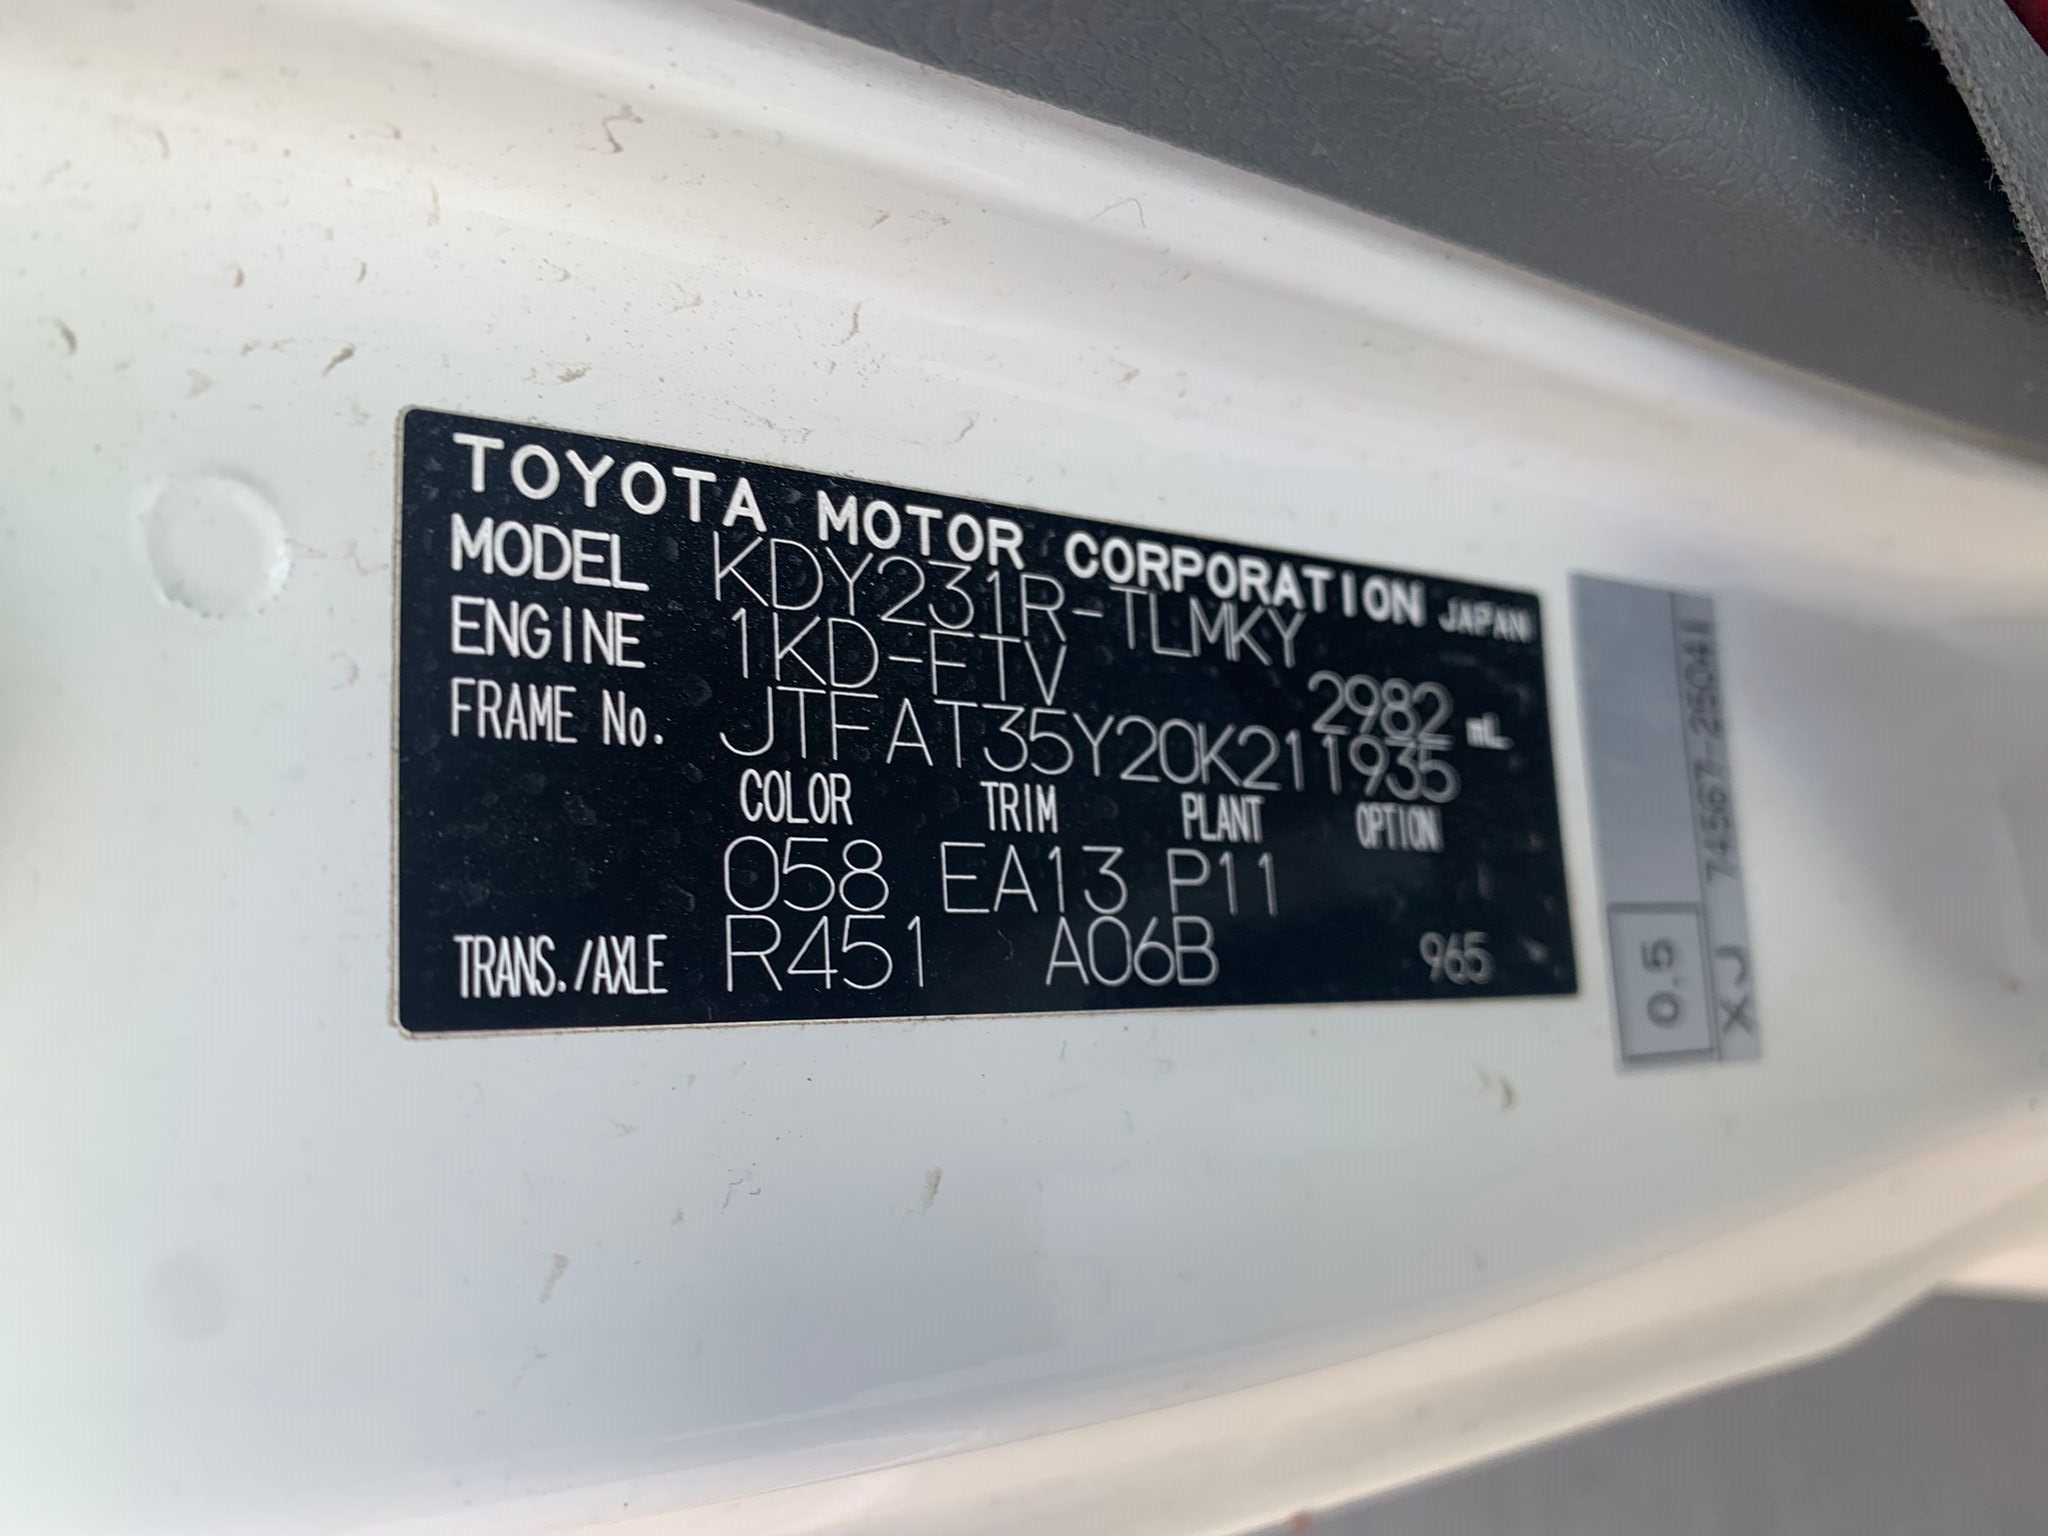 TOYOTA MOTOR CORPORATION JAPAN
MODEL KDY231R-TLMKY
ENGINE 1KD-FTV 2982 mL
FRAME No. JTFAT35Y20K211935
COLOR TRIM PLANT OPTION
058 EA13 P11
TRANS./AXLE R451 A06B 965
0.5
XJ 74567-25041